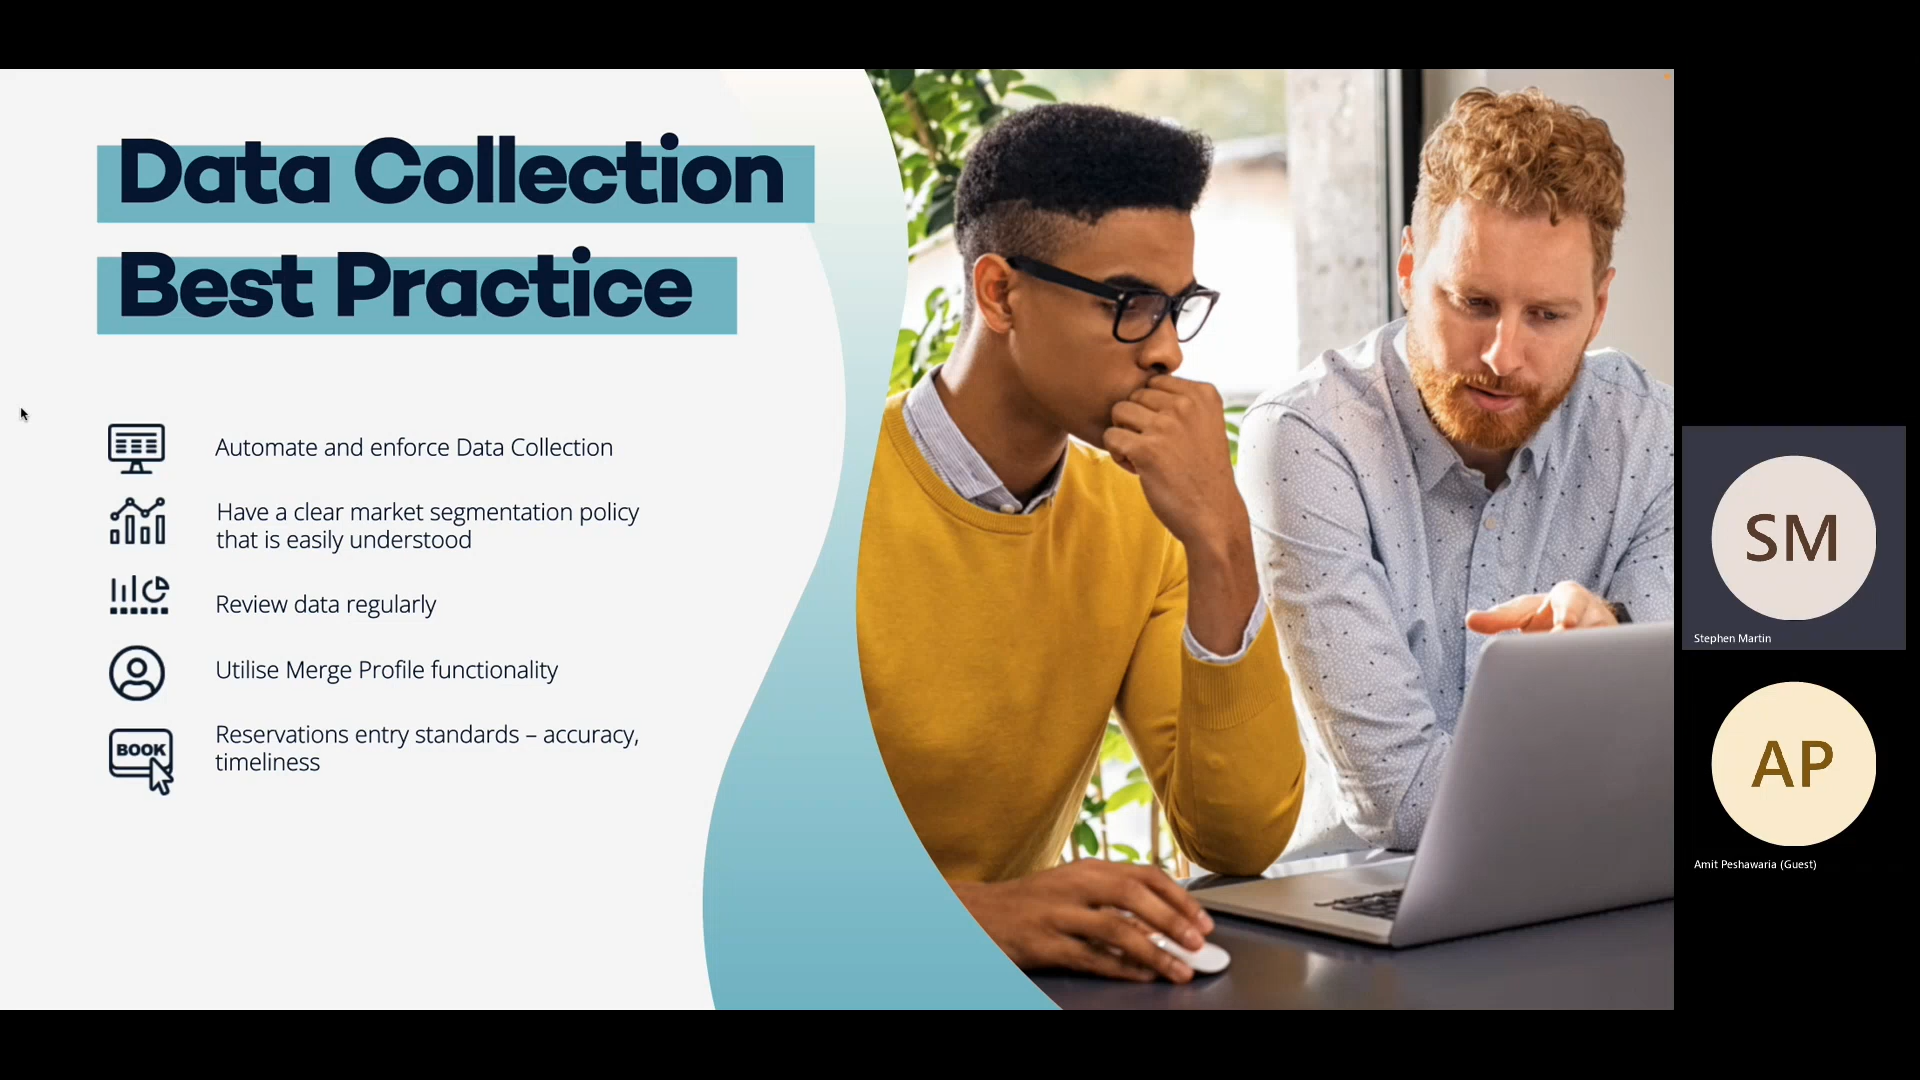 Data Collection
Best Practice
Automate and enforce Data Collection
Have a clear market segmentation policy
that is easily understood
Review data regularly
Utilise Merge Profile functionality
BOOK
Reservations entry standards – accuracy,
timeliness
SM
Stephen Martin
AP
Amit Peshawaria (Guest)